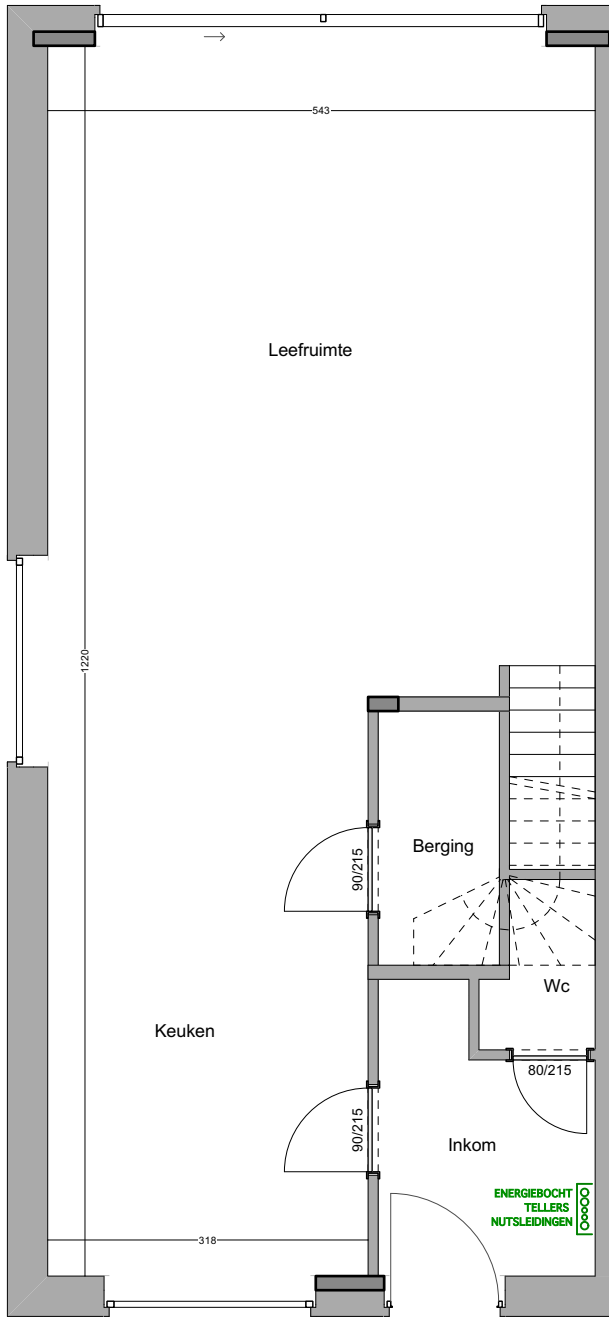 543
Leefruimte
1220
90/215
Berging
Wc
Keuken
80/215
90/215
Inkom
ENERGIEBOCHT
TELLERS
NUTSLEIDINGEN
318